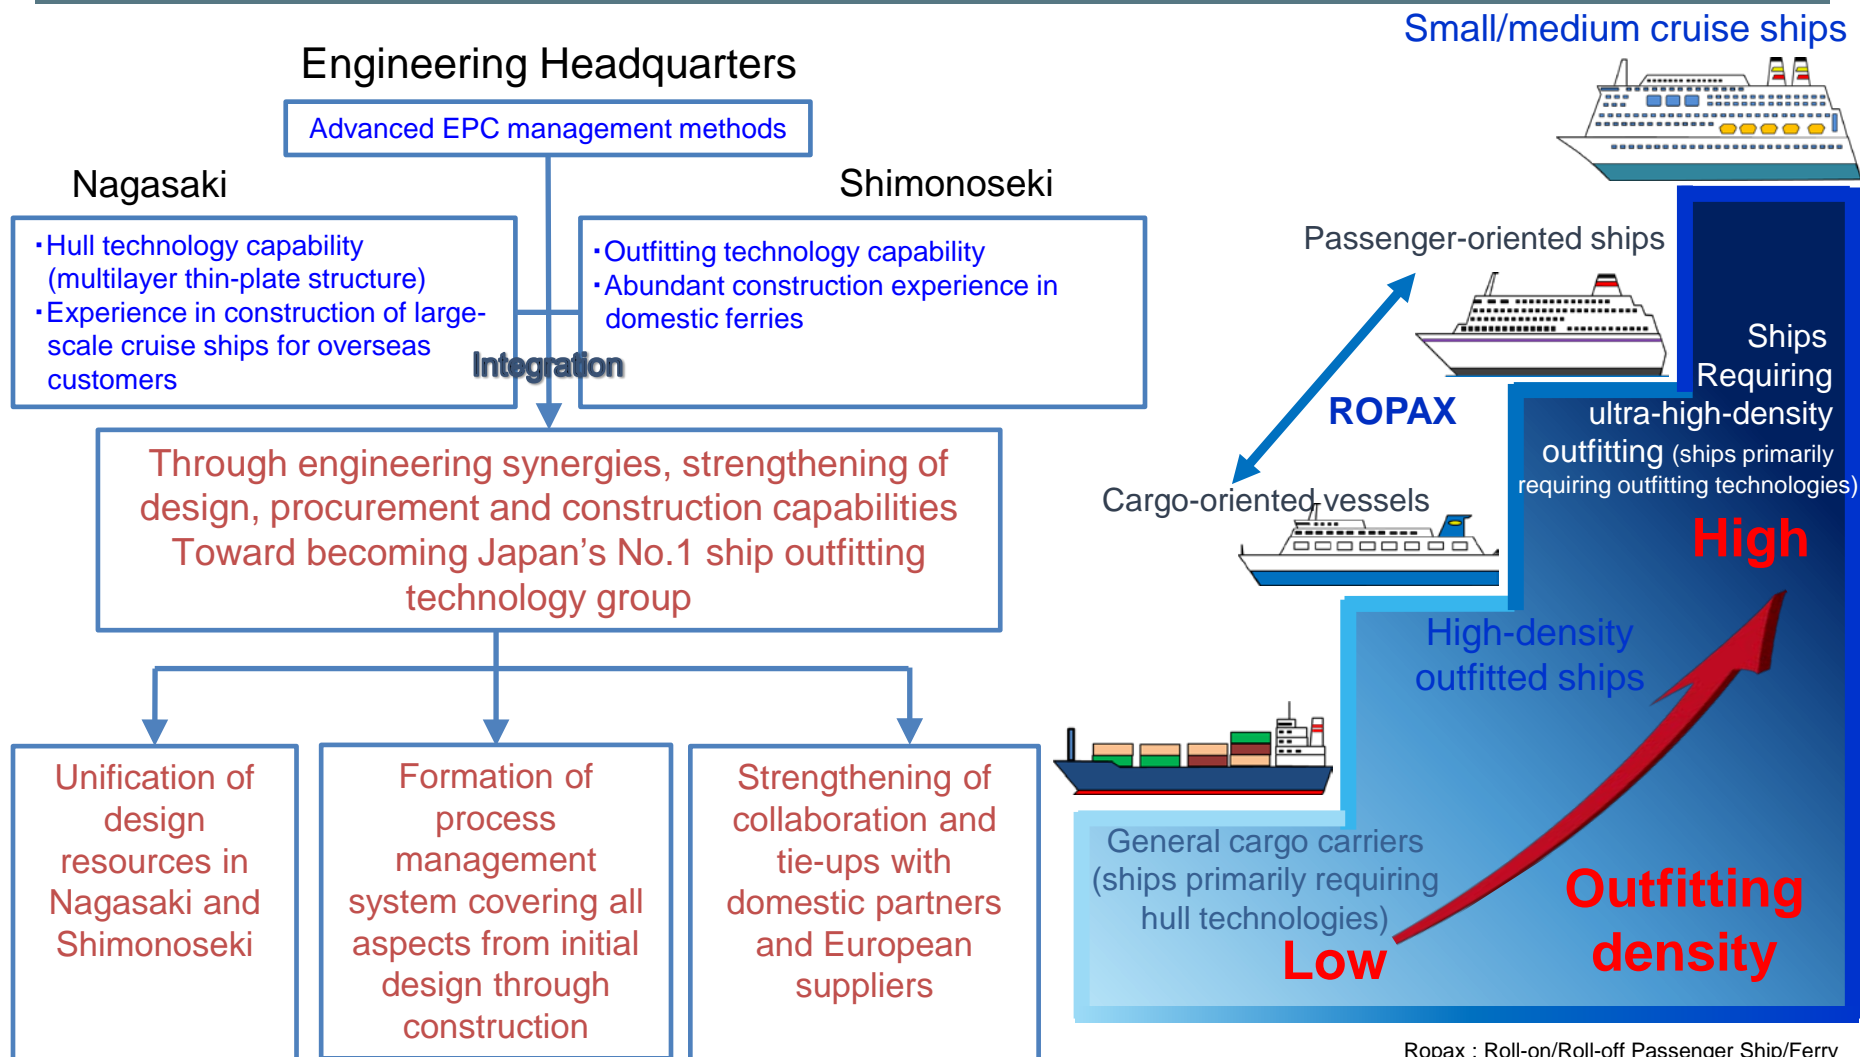 Engineering Headquarters
Advanced EPC management methods
Nagasaki
・Hull technology capability
(multilayer thin-plate structure)
・Experience in construction of large-
scale cruise ships for overseas
customers
Shimonoseki
・Outfitting technology capability
・Abundant construction experience in
domestic ferries
Integration
Through engineering synergies, strengthening of
design, procurement and construction capabilities
Toward becoming Japan’s No.1 ship outfitting
technology group
Unification of
design
resources in
Nagasaki and
Shimonoseki
Formation of
process
management
system covering all
aspects from initial
design through
construction
Strengthening of
collaboration and
tie-ups with
domestic partners
and European
suppliers
Small/medium cruise ships
Passenger-oriented ships
ROPAX
Cargo-oriented vessels
Ships
Requiring
ultra-high-density
outfitting (ships primarily
requiring outfitting technologies)
High
High-density
outfitted ships
General cargo carriers
(ships primarily requiring
hull technologies)
Low
Outfitting
density
Ropax : Roll-on/Roll-off Passenger Ship/Ferry